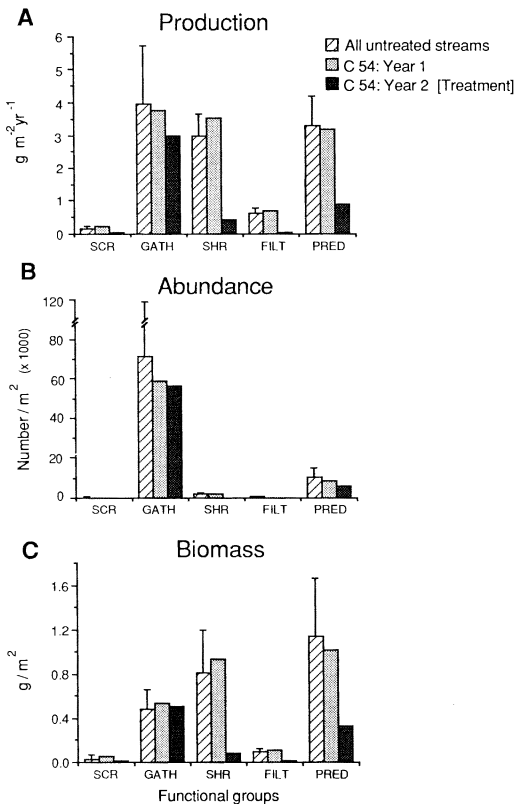 A
Production
All untreated streams
C 54: Year 1
C 54: Year 2 [Treatment]
g m⁻²yr⁻¹
6
5
4
3
2
1
0
SCR GATH SHR FILT PRED
B
Abundance
Number / m² (x 1000)
120
80
60
40
20
0
SCR GATH SHR FILT PRED
C
Biomass
g / m²
1.6
1.2
0.8
0.4
0.0
SCR GATH SHR FILT PRED
Functional groups